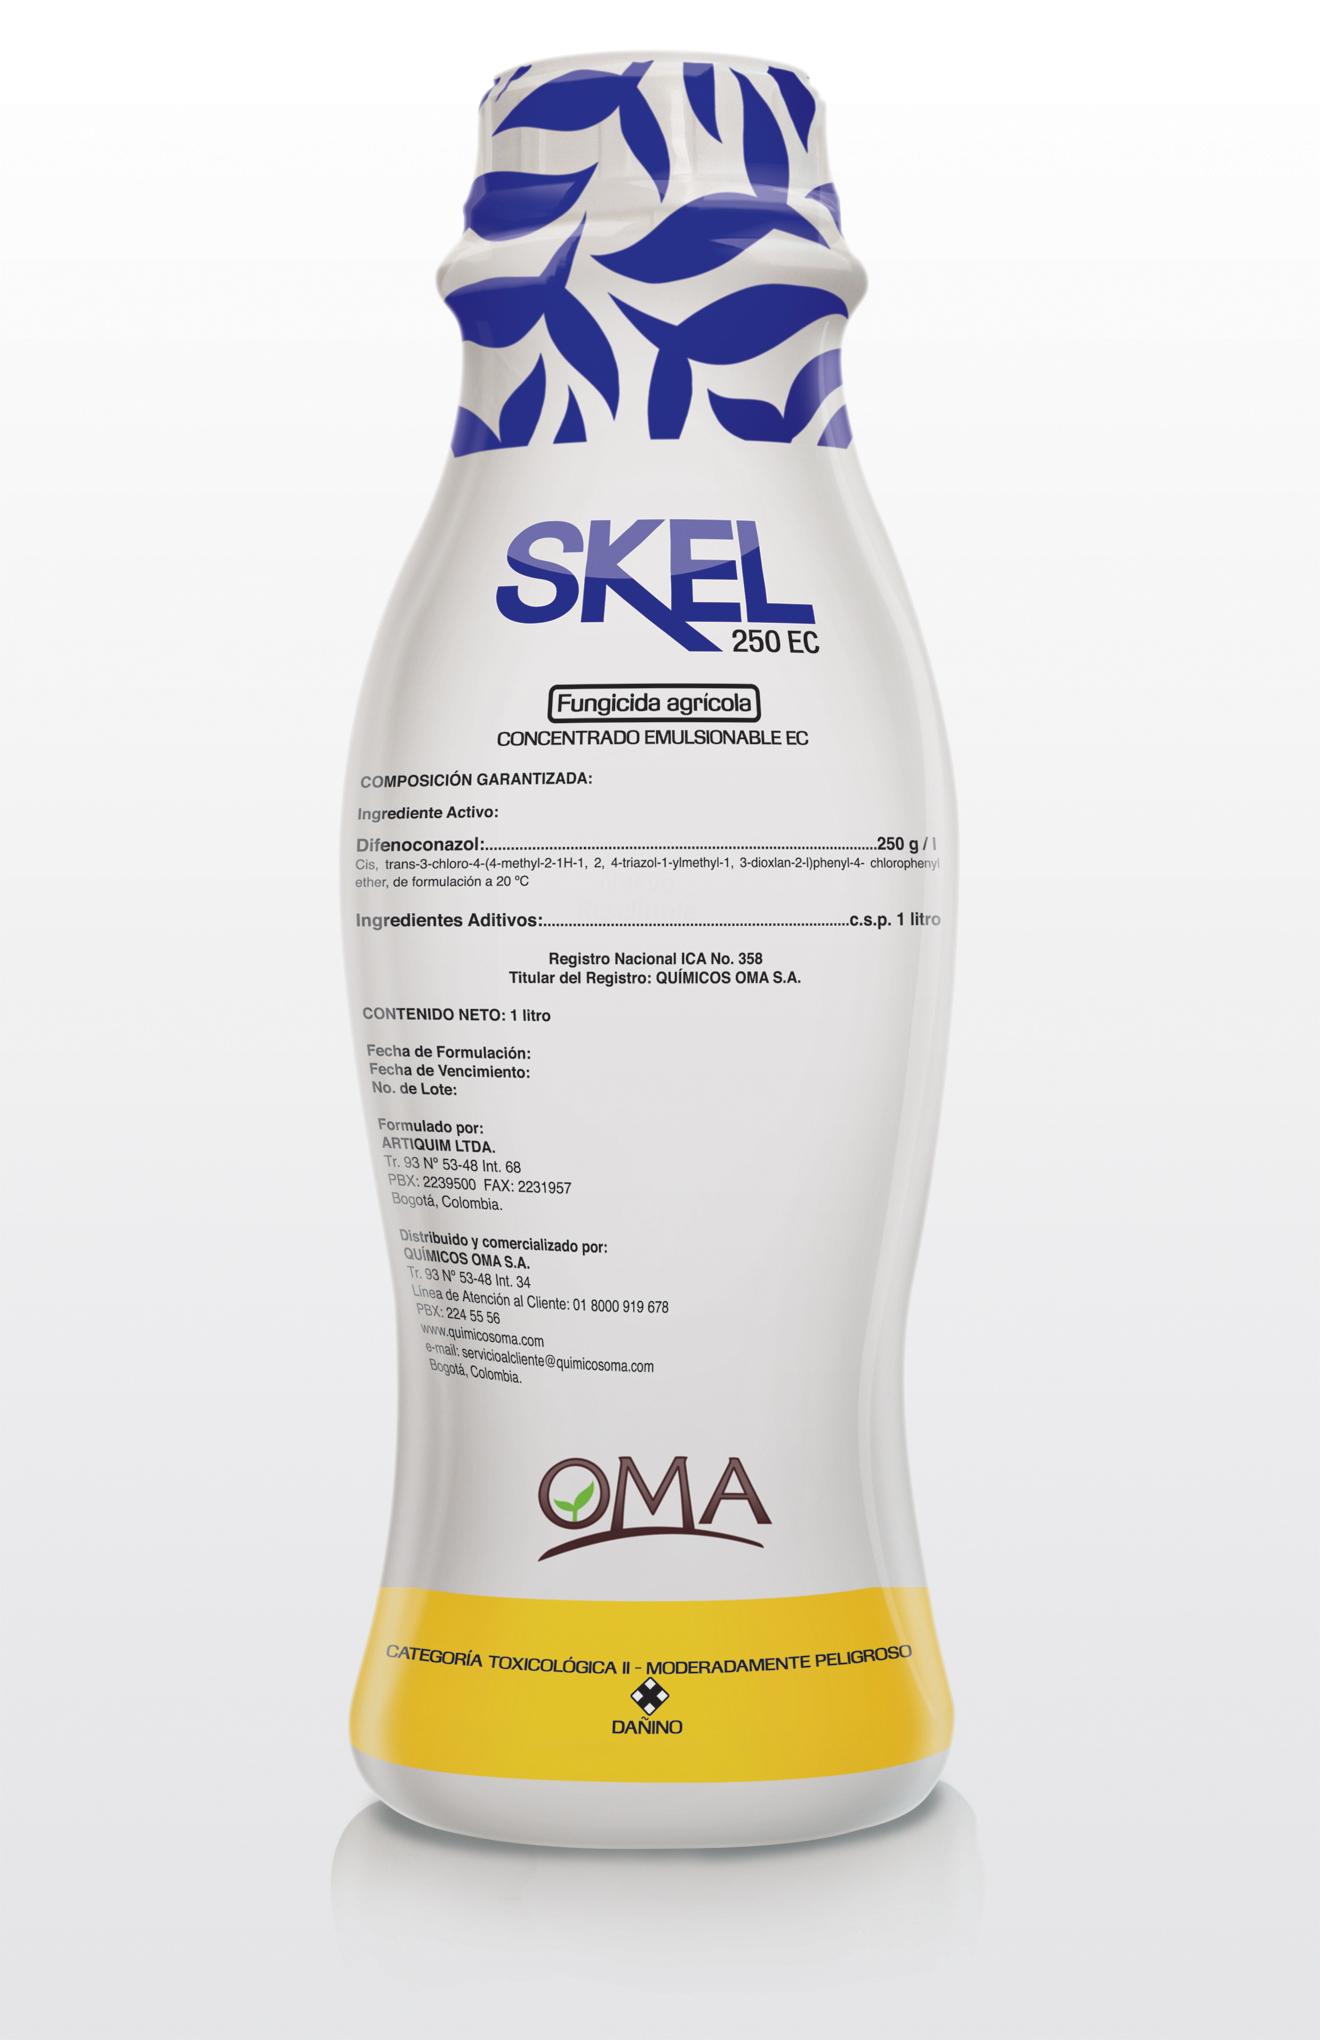 SKEL
250 EC
Fungicida agrícola
CONCENTRADO EMULSIONABLE EC
COMPOSICIÓN GARANTIZADA:
Ingrediente Activo:
Difenoconazol:..........................................................................................250 g / l
Cis, trans-3-chloro-4-(4-methyl-2-1H-1, 2, 4-triazol-1-ylmethyl-1, 3-dioxlan-2-l)phenyl-4- chlorophenyl
ether, de formulación a 20 ºC
Ingredientes Aditivos:......................................................................c.s.p. 1 litro
Registro Nacional ICA No. 358
Titular del Registro: QUÍMICOS OMA S.A.
CONTENIDO NETO: 1 litro
Fecha de Formulación:
Fecha de Vencimiento:
No. de Lote:
Formulado por:
ARTIQUIM LTDA.
Tr. 93 Nº 53-48 Int. 68
PBX: 2239500 FAX: 2231957
Bogotá, Colombia.
Distribuido y comercializado por:
QUÍMICOS OMA S.A.
Tr. 93 Nº 53-48 Int. 34
Línea de Atención al Cliente: 01 8000 919 678
PBX: 224 55 56
www.quimicosoma.com
e-mail: servicioalcliente@quimicosoma.com
Bogotá, Colombia.
OMA
CATEGORÍA TOXICOLÓGICA II - MODERADAMENTE PELIGROSO
DAÑINO